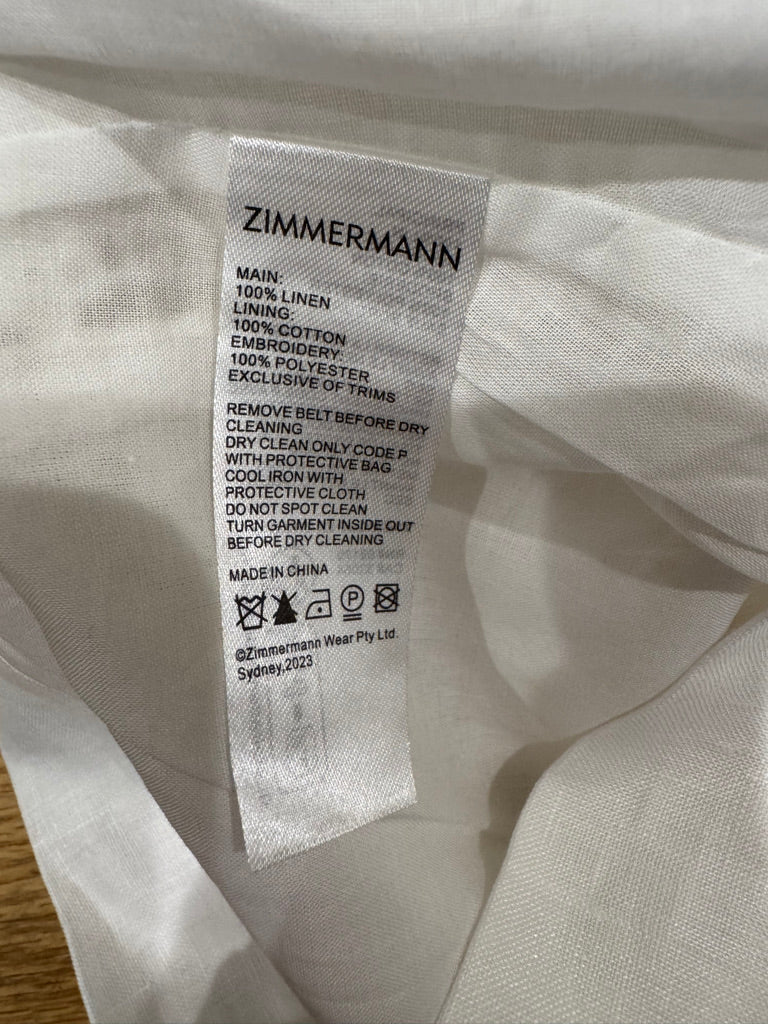 ZIMMERMANN
MAIN:
100% LINEN
LINING:
100% COTTON
EMBROIDERY:
100% POLYESTER
EXCLUSIVE OF TRIMS
REMOVE BELT BEFORE DRY
CLEANING
DRY CLEAN ONLY CODE P
WITH PROTECTIVE BAG
COOL IRON WITH
PROTECTIVE CLOTH
DO NOT SPOT CLEAN
TURN GARMENT INSIDE OUT
BEFORE DRY CLEANING
MADE IN CHINA
P
©Zimmermann Wear Pty Ltd.
Sydney,2023